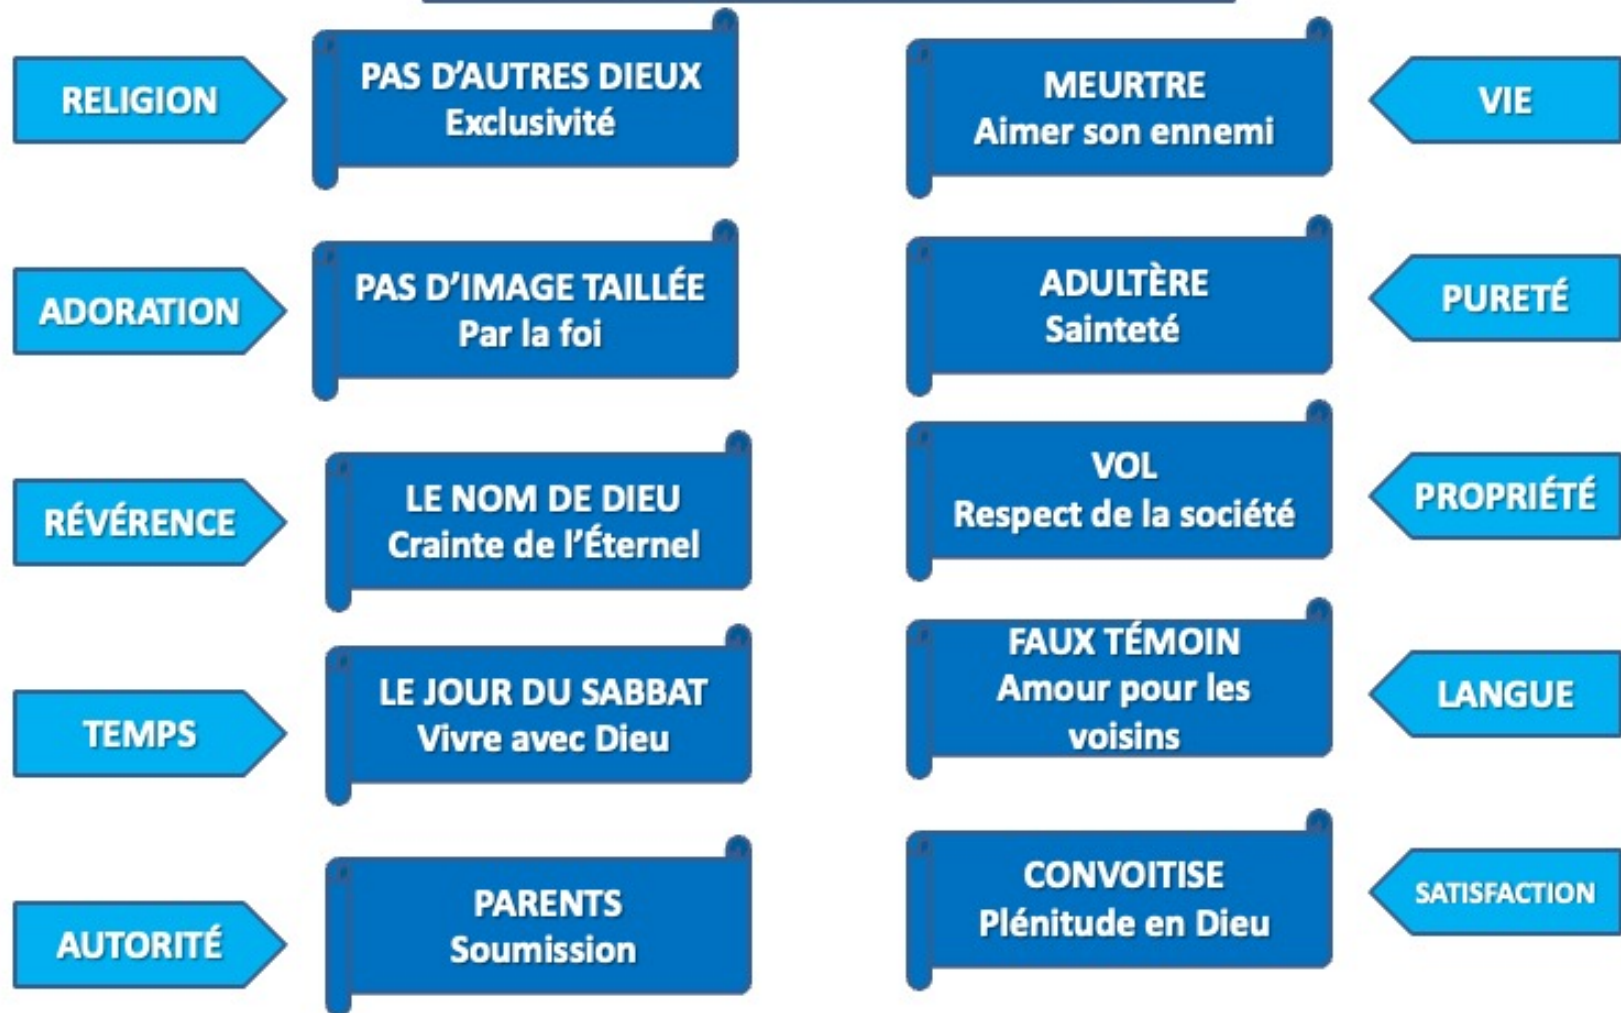 RELIGION
PAS D'AUTRES DIEUX
Exclusivité
ADORATION
PAS D'IMAGE TAILLÉE
Par la foi
RÉVÉRENCE
LE NOM DE DIEU
Crainte de l'Éternel
TEMPS
LE JOUR DU SABBAT
Vivre avec Dieu
AUTORITÉ
PARENTS
Soumission
MEURTRE
Aimer son ennemi
VIE
ADULTÈRE
Sainteté
PURETÉ
VOL
Respect de la société
PROPRIÉTÉ
FAUX TÉMOIN
Amour pour les
voisins
LANGUE
CONVOITISE
Plénitude en Dieu
SATISFACTION